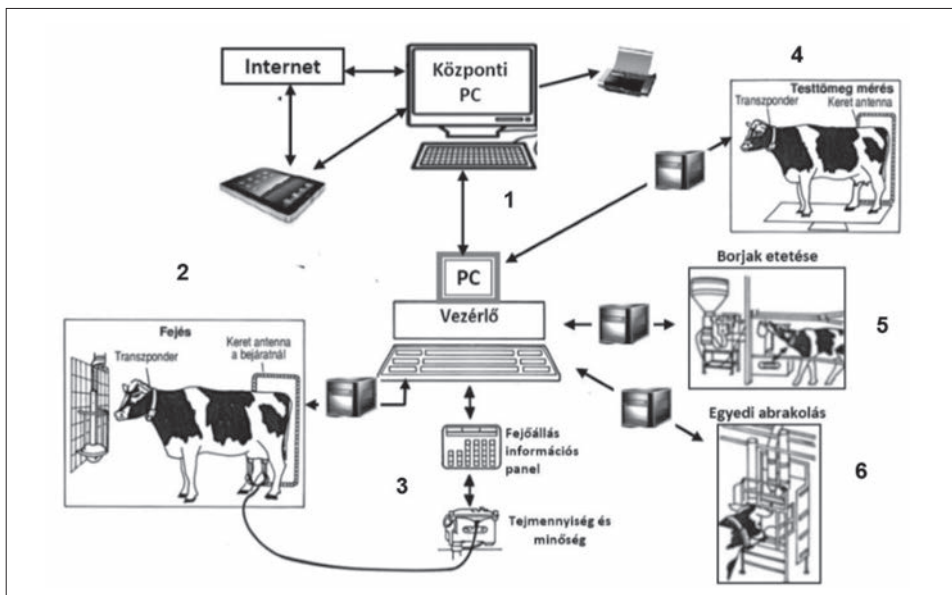 Internet
Központi
PC
4
Testtömeg mérés
Transzponder
Keret antenna
1
2
PC
Vezérlő
Borjak etetése
5
Fejés
Transzponder
Keret antenna
a bejáratnál
Egyedi abrakolás
6
3
Fejőállás
információs
panel
Tejmennyiség és
minőség